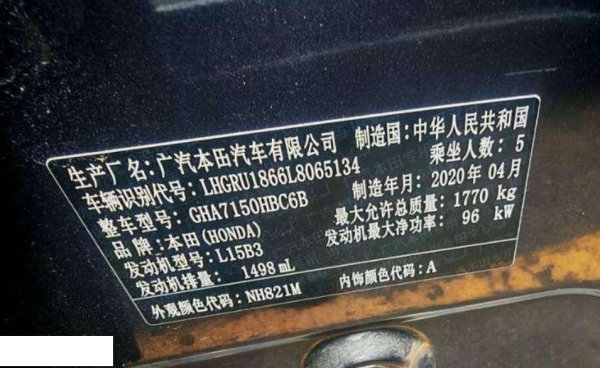 生产厂名：广汽本田汽车有限公司 制造国：中华人民共和国
车辆识别代号：LHGRU1866L8065134 乘坐人数：5
整车型号：GHA7150HBC6B 制造年月：2020年04月
品牌：本田(HONDA) 最大允许总质量：1770 kg
发动机型号：L15B3 发动机最大净功率：96 kW
发动机排量：1498 mL
外观颜色代码：NH821M 内饰颜色代码：A